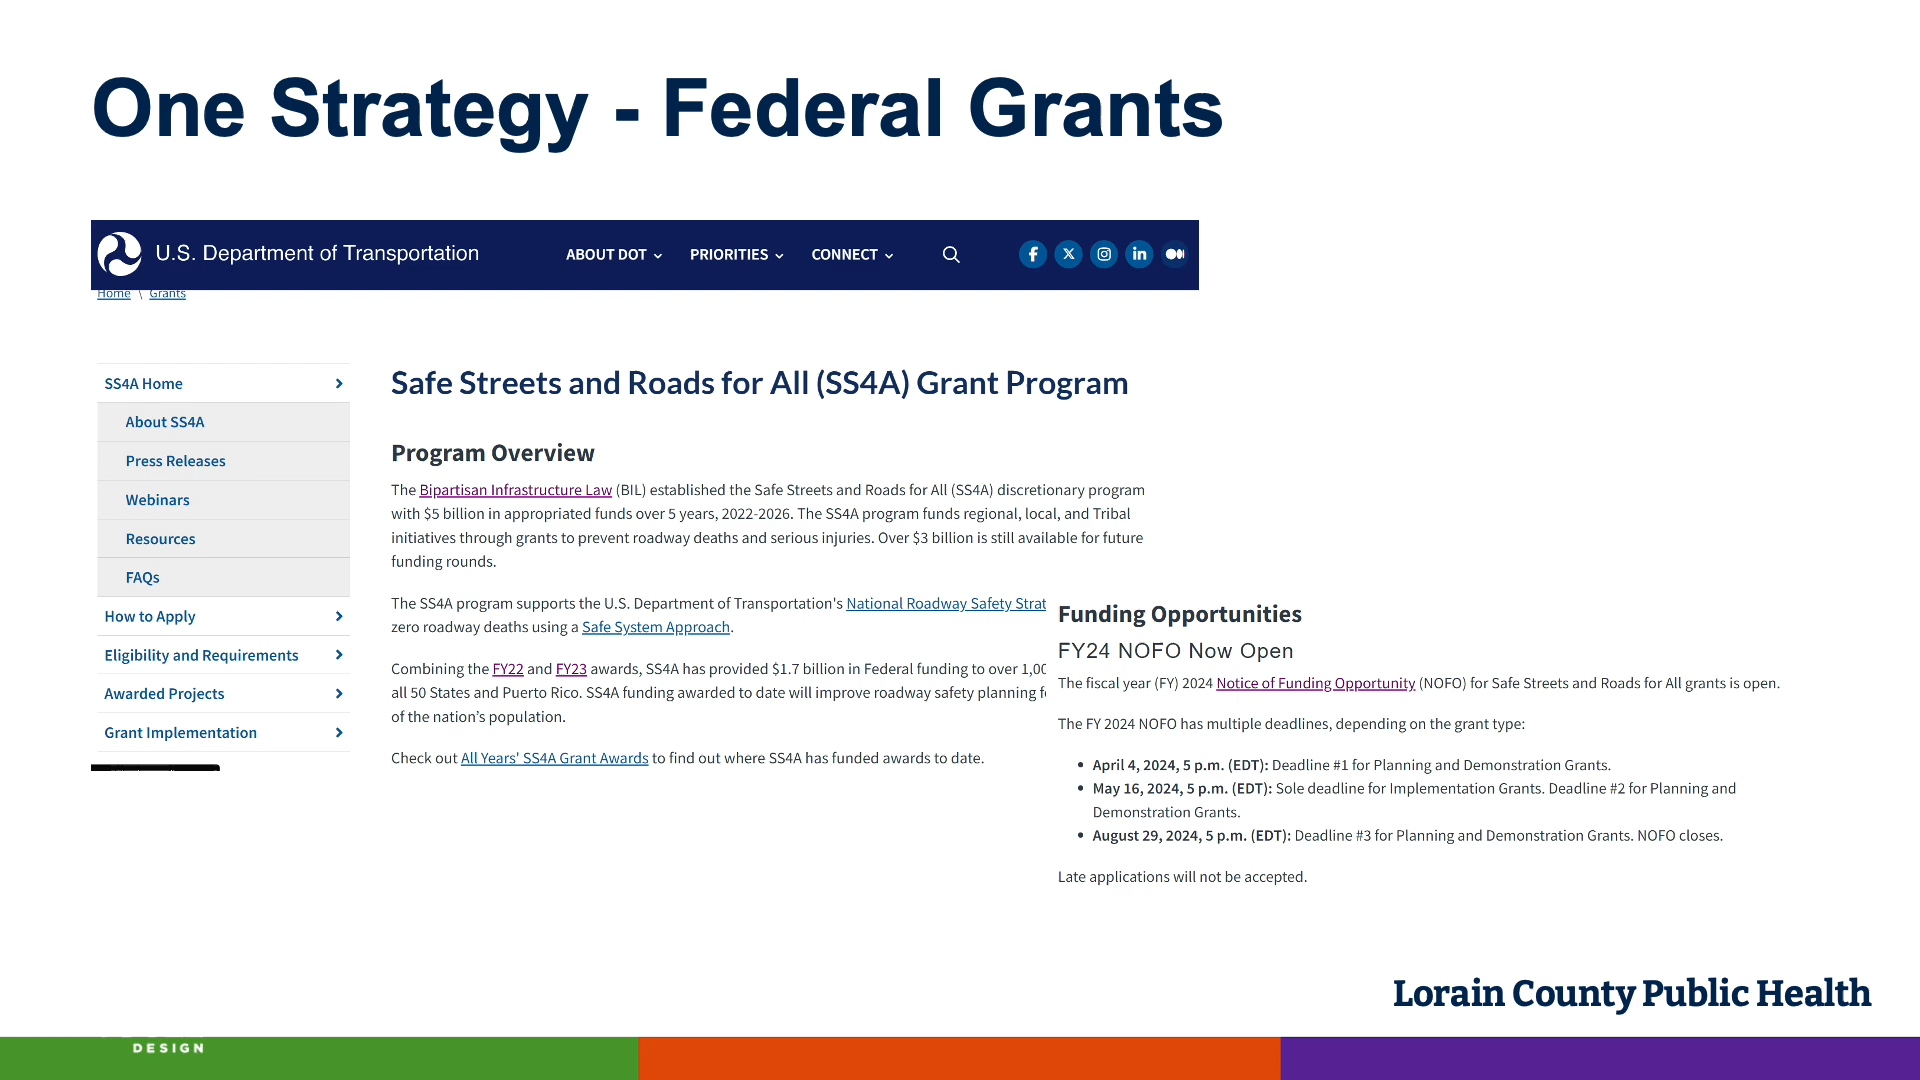 One Strategy - Federal Grants
U.S. Department of Transportation
ABOUT DOT
PRIORITIES
CONNECT
Home \ Grants
SS4A Home
About SS4A
Press Releases
Webinars
Resources
FAQs
How to Apply
Eligibility and Requirements
Awarded Projects
Grant Implementation
Safe Streets and Roads for All (SS4A) Grant Program
Program Overview
The Bipartisan Infrastructure Law (BIL) established the Safe Streets and Roads for All (SS4A) discretionary program
with $5 billion in appropriated funds over 5 years, 2022-2026. The SS4A program funds regional, local, and Tribal
initiatives through grants to prevent roadway deaths and serious injuries. Over $3 billion is still available for future
funding rounds.
The SS4A program supports the U.S. Department of Transportation's National Roadway Safety Strat
zero roadway deaths using a Safe System Approach.
Combining the FY22 and FY23 awards, SS4A has provided $1.7 billion in Federal funding to over 1,00
all 50 States and Puerto Rico. SS4A funding awarded to date will improve roadway safety planning f
of the nation’s population.
Check out All Years' SS4A Grant Awards to find out where SS4A has funded awards to date.
Funding Opportunities
FY24 NOFO Now Open
The fiscal year (FY) 2024 Notice of Funding Opportunity (NOFO) for Safe Streets and Roads for All grants is open.
The FY 2024 NOFO has multiple deadlines, depending on the grant type:
• April 4, 2024, 5 p.m. (EDT): Deadline #1 for Planning and Demonstration Grants.
• May 16, 2024, 5 p.m. (EDT): Sole deadline for Implementation Grants. Deadline #2 for Planning and
Demonstration Grants.
• August 29, 2024, 5 p.m. (EDT): Deadline #3 for Planning and Demonstration Grants. NOFO closes.
Late applications will not be accepted.
Lorain County Public Health
DESIGN